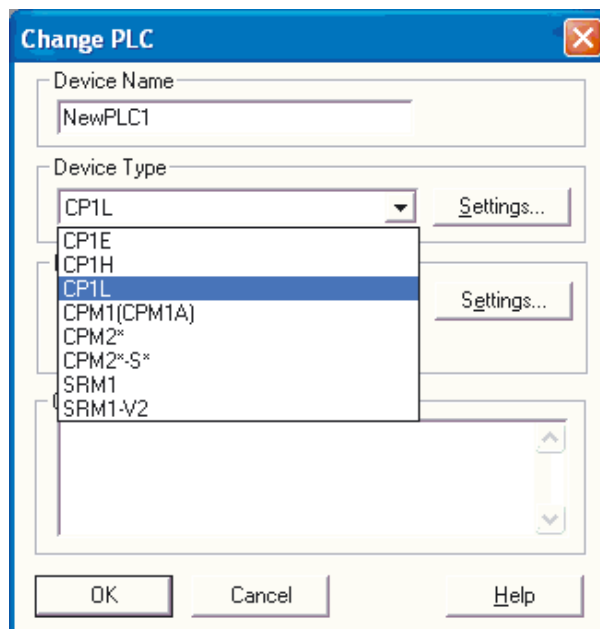 Change PLC
Device Name
NewPLC1
Device Type
CP1L
Settings...
CP1E
CP1H
CP1L
Settings...
CPM1(CPM1A)
CPM2*
CPM2*-S*
SRM1
SRM1-V2
OK Cancel Help